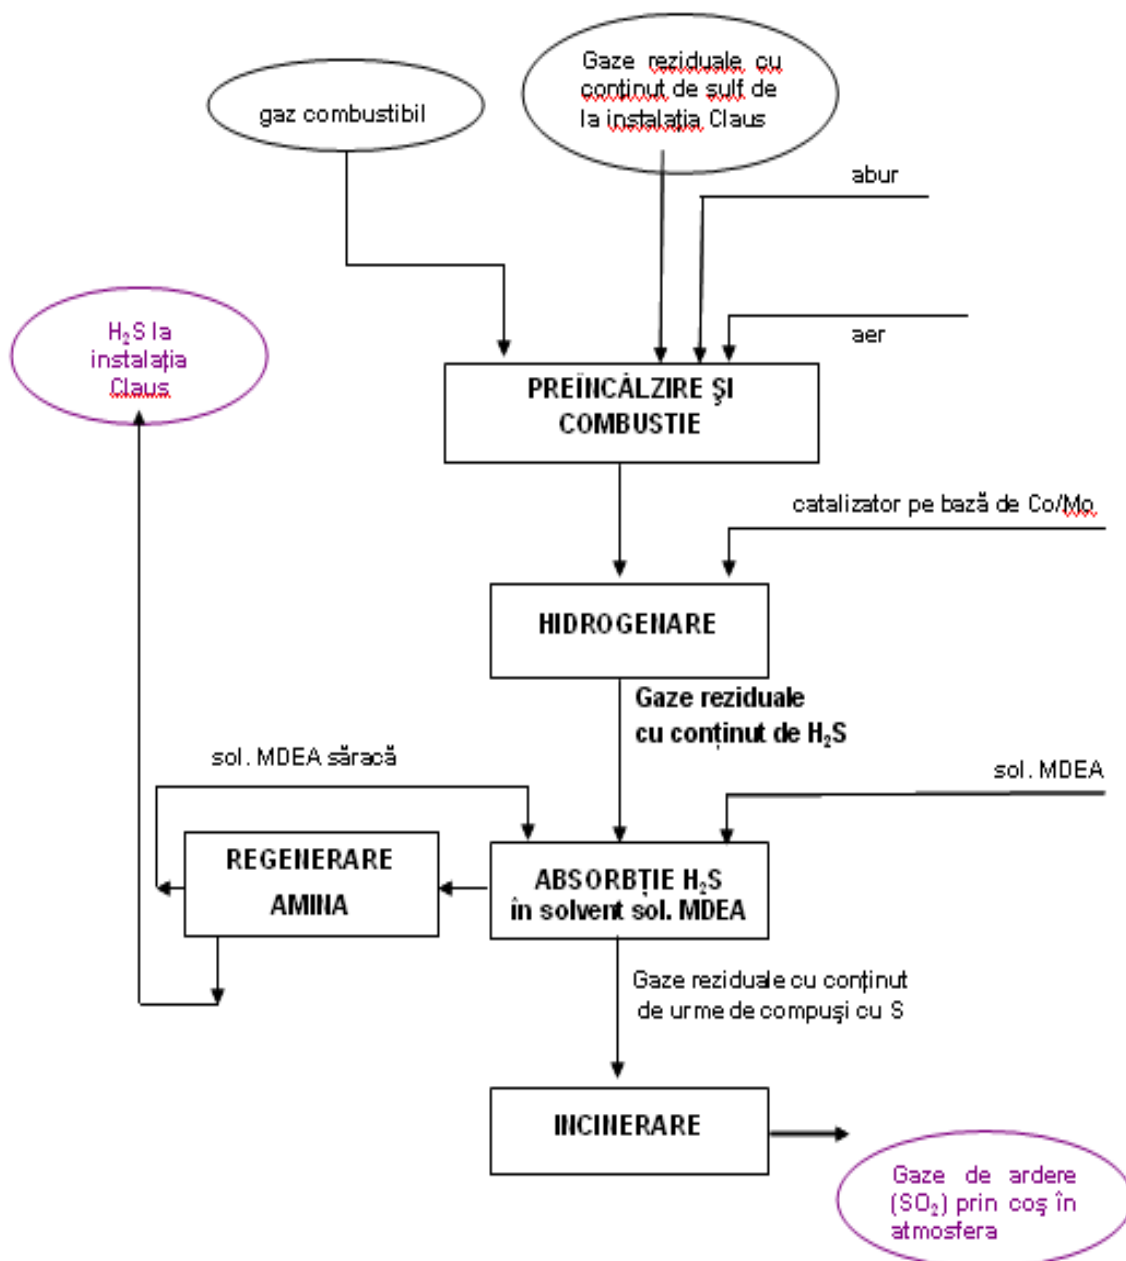 Gaze reziduale cu
conținut de sulf de
la instalația Claus
gaz combustibil
abur
aer
H₂S la
instalația
Claus
PREÎNCĂLZIRE ŞI
COMBUSTIE
catalizator pe bază de Co/Mo
HIDROGENARE
Gaze reziduale
cu conținut de H₂S
sol. MDEA săracă
sol. MDEA
REGENERARE
AMINA
ABSORBȚIE H₂S
în solvent sol. MDEA
Gaze reziduale cu conținut
de urme de compuşi cu S
INCINERARE
Gaze de ardere
(SO₂) prin coş în
atmosfera